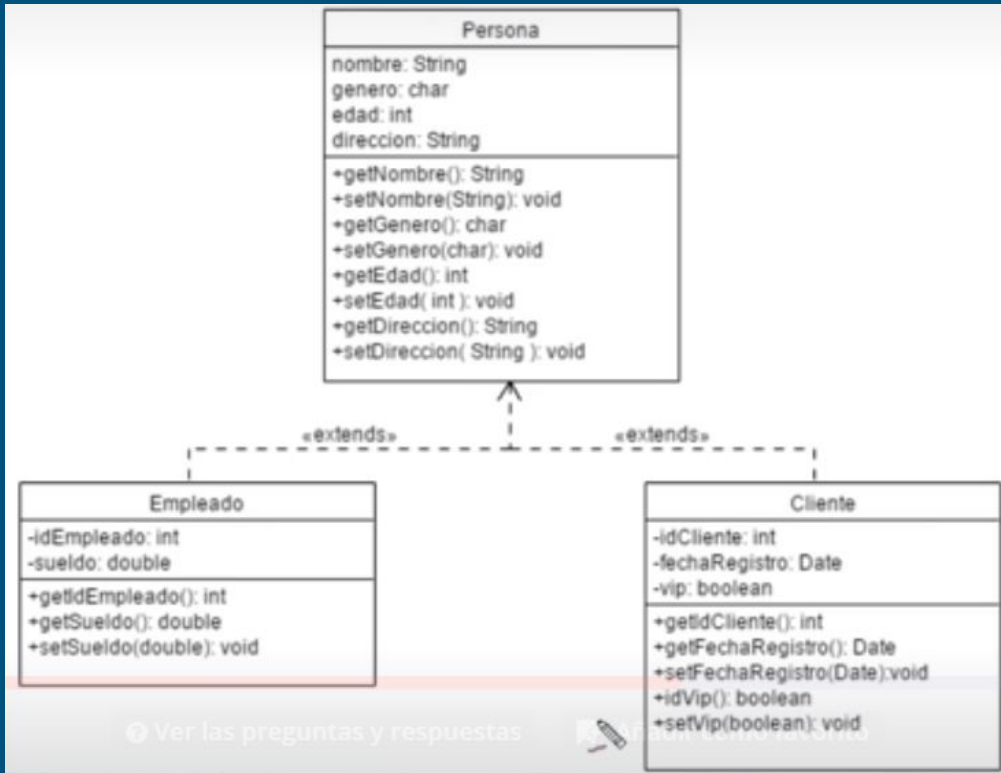 Persona
nombre: String
genero: char
edad: int
direccion: String
+getNombre(): String
+setNombre(String): void
+getGenero(): char
+setGenero(char): void
+getEdad(): int
+setEdad( int ): void
+getDireccion(): String
+setDireccion( String ): void
«extends»
«extends»
Empleado
-idEmpleado: int
-sueldo: double
+getIdEmpleado(): int
+getSueldo(): double
+setSueldo(double): void
Cliente
-idCliente: int
-fechaRegistro: Date
-vip: boolean
+getIdCliente(): int
+getFechaRegistro(): Date
+setFechaRegistro(Date):void
+idVip(): boolean
+setVip(boolean): void
Ver las preguntas y respuestas